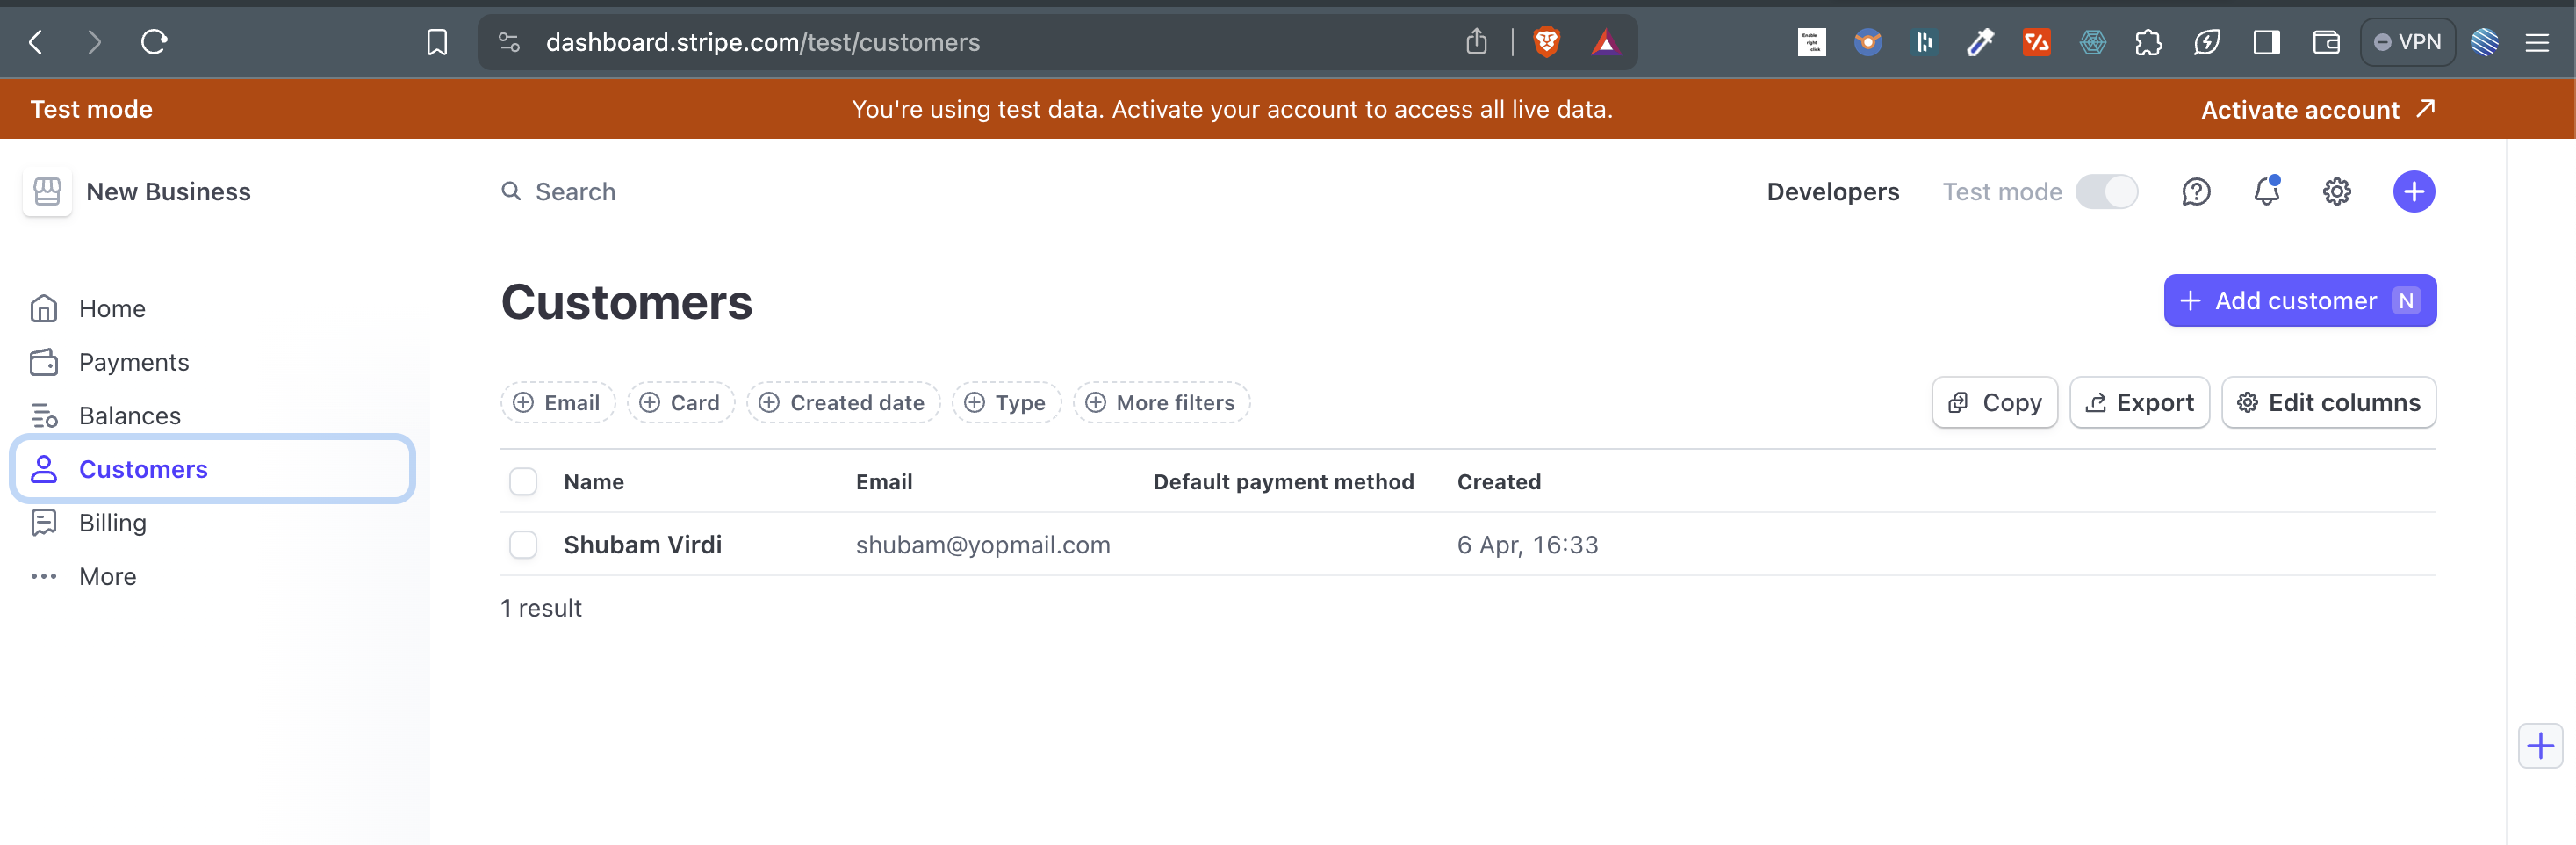 dashboard.stripe.com/test/customers
Enable right click
VPN
Test mode
You're using test data. Activate your account to access all live data.
Activate account
New Business
Search
Developers
Test mode
Home
Payments
Balances
Customers
Billing
More
Customers
Add customer N
Email
Card
Created date
Type
More filters
Copy
Export
Edit columns
Name Email Default payment method Created
Shubam Virdi shubam@yopmail.com 6 Apr, 16:33
1 result